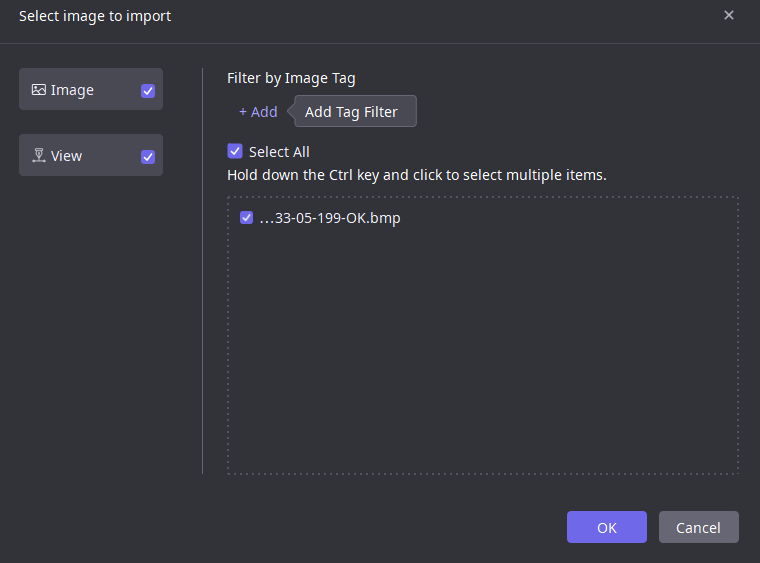 Select image to import
Image
View
Filter by Image Tag
+ Add
Add Tag Filter
Select All
Hold down the Ctrl key and click to select multiple items.
...33-05-199-OK.bmp
OK
Cancel